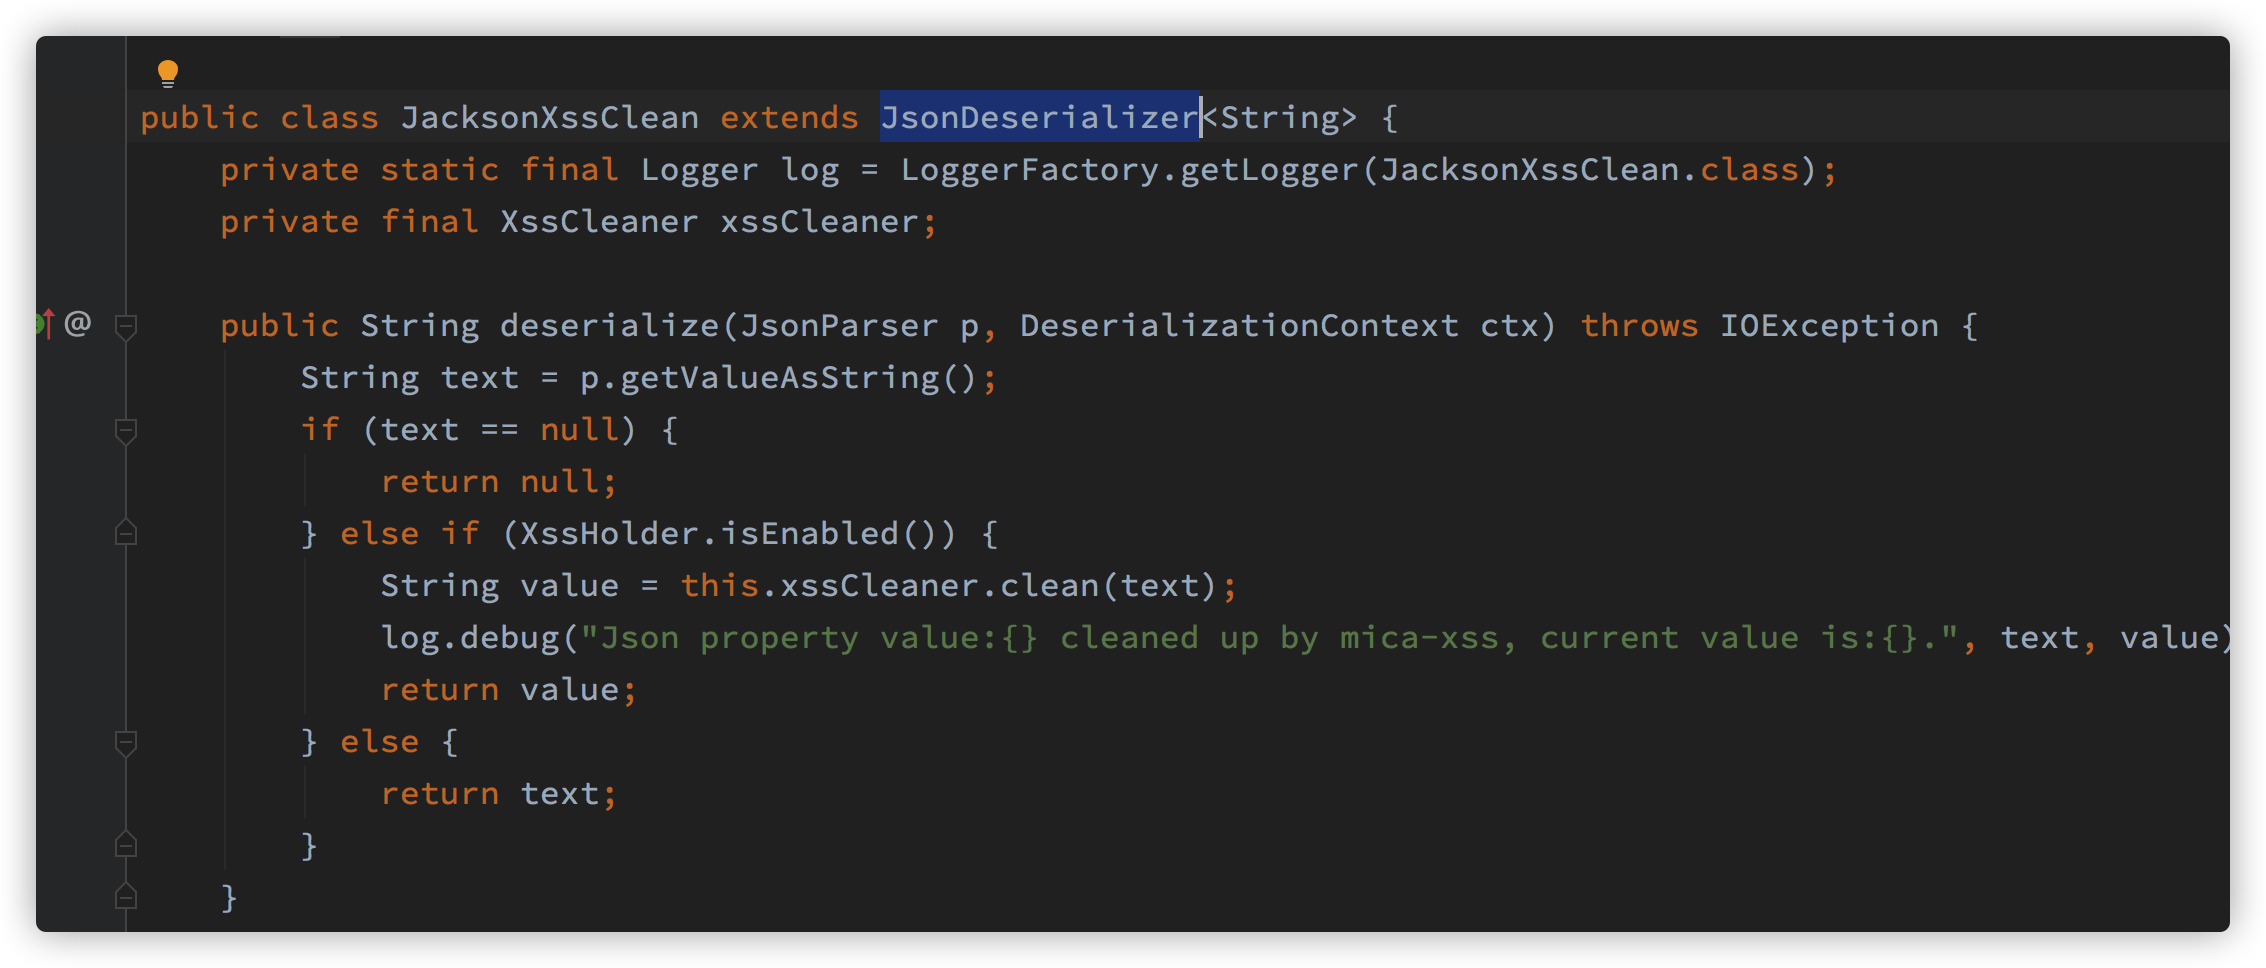 public class JacksonXssClean extends JsonDeserializer<String> {
    private static final Logger log = LoggerFactory.getLogger(JacksonXssClean.class);
    private final XssCleaner xssCleaner;
@   public String deserialize(JsonParser p, DeserializationContext ctx) throws IOException {
        String text = p.getValueAsString();
        if (text == null) {
            return null;
        } else if (XssHolder.isEnabled()) {
            String value = this.xssCleaner.clean(text);
            log.debug("Json property value:{} cleaned up by mica-xss, current value is:{}.", text, value)
            return value;
        } else {
            return text;
        }
    }